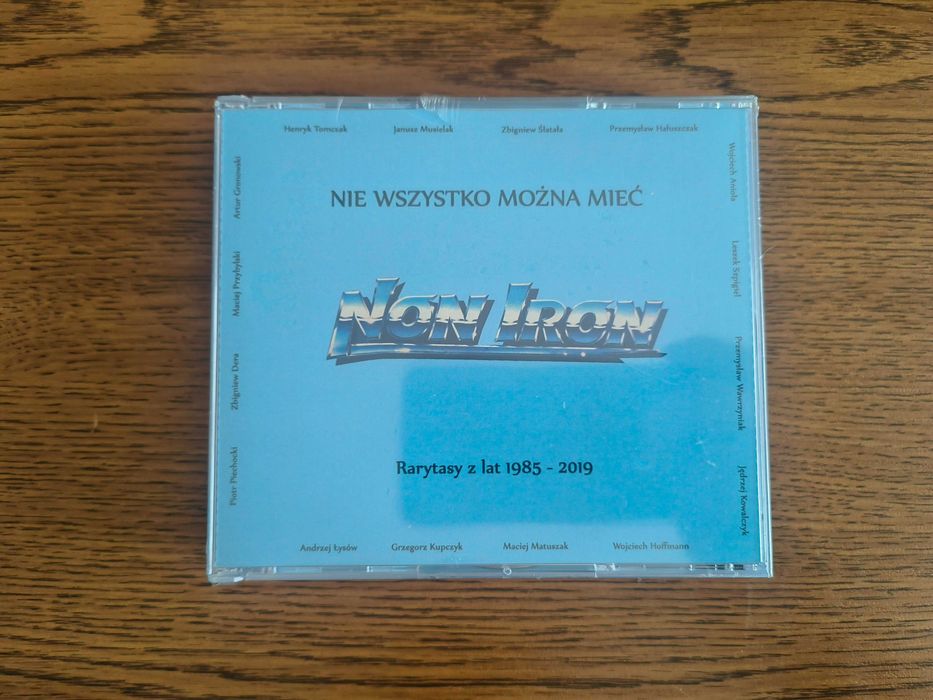 Henryk Tomczak
Janusz Musielak
Zbigniew Ślatała
Przemysław Hałuszczak
Artur Gronowski
Maciej Przybylski
Zbigniew Dera
Piotr Piechocki
NIE WSZYSTKO MOŻNA MIEĆ
NON IRON
Rarytasy z lat 1985 - 2019
Wojciech Anioła
Leszek Szpigiel
Przemysław Wawrzyniak
Jędrzej Kowalczyk
Andrzej Łysów
Grzegorz Kupczyk
Maciej Matuszak
Wojciech Hoffmann